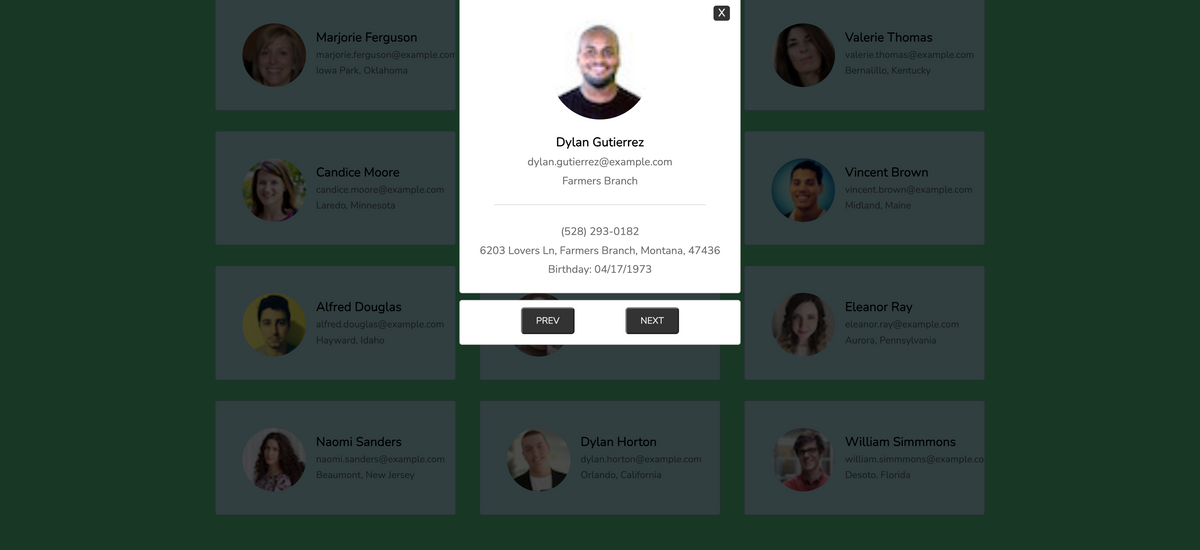 X
Dylan Gutierrez
dylan.gutierrez@example.com
Farmers Branch
(528) 293-0182
6203 Lovers Ln, Farmers Branch, Montana, 47436
Birthday: 04/17/1973
PREV NEXT
Marjorie Ferguson
marjorie.ferguson@example.com
Iowa Park, Oklahoma
Valerie Thomas
valerie.thomas@example.com
Bernalillo, Kentucky
Candice Moore
candice.moore@example.com
Laredo, Minnesota
Vincent Brown
vincent.brown@example.com
Midland, Maine
Alfred Douglas
alfred.douglas@example.com
Hayward, Idaho
Eleanor Ray
eleanor.ray@example.com
Aurora, Pennsylvania
Naomi Sanders
naomi.sanders@example.com
Beaumont, New Jersey
Dylan Horton
dylan.horton@example.com
Orlando, California
William Simmmons
william.simmmons@example.co
Desoto, Florida